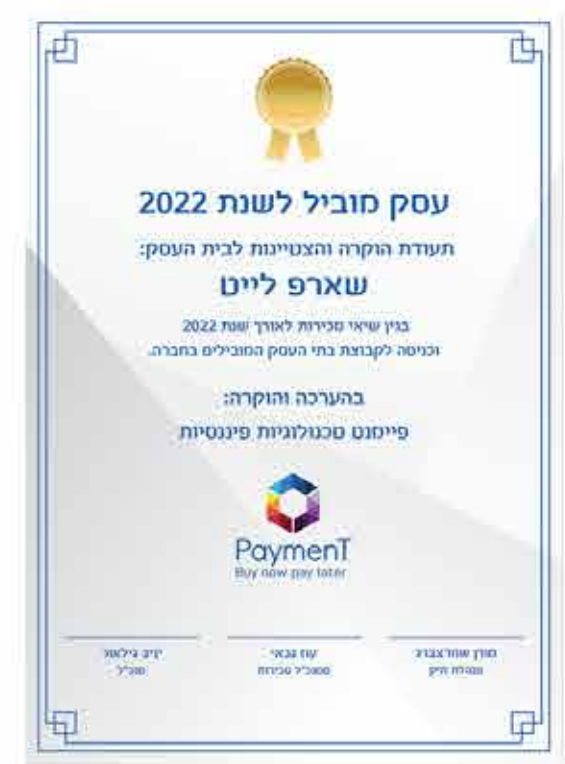 עסק מוביל לשנת 2022
תעודת הוקרה והצטיינות לבית העסק:
שארפ לייט
בגין שיאי מכירות לאורך שנת 2022
וכניסה לקבוצת בתי העסק המובילים בחברה.
בהערכה והוקרה:
פיימנט טכנולוגיות פיננסיות
PaymenT
Buy now pay later
מורן שוורצברג
מנהלת תיק
עוז גבאי
סמנכ"ל מכירות
יניב
מנכ"ל